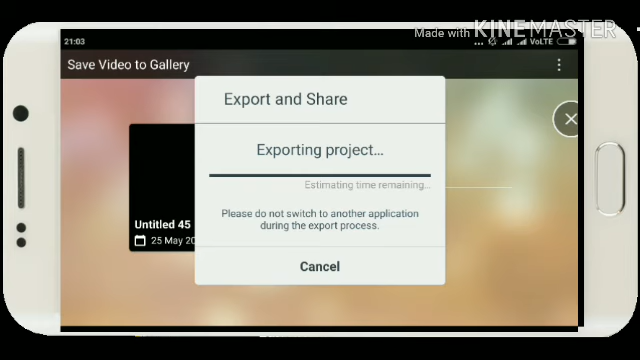 Made with KINEMASTER
21:03
... VoLTE
Save Video to Gallery
Export and Share
Exporting project...
Estimating time remaining...
Untitled 45
25 May 20
Please do not switch to another application
during the export process.
Cancel